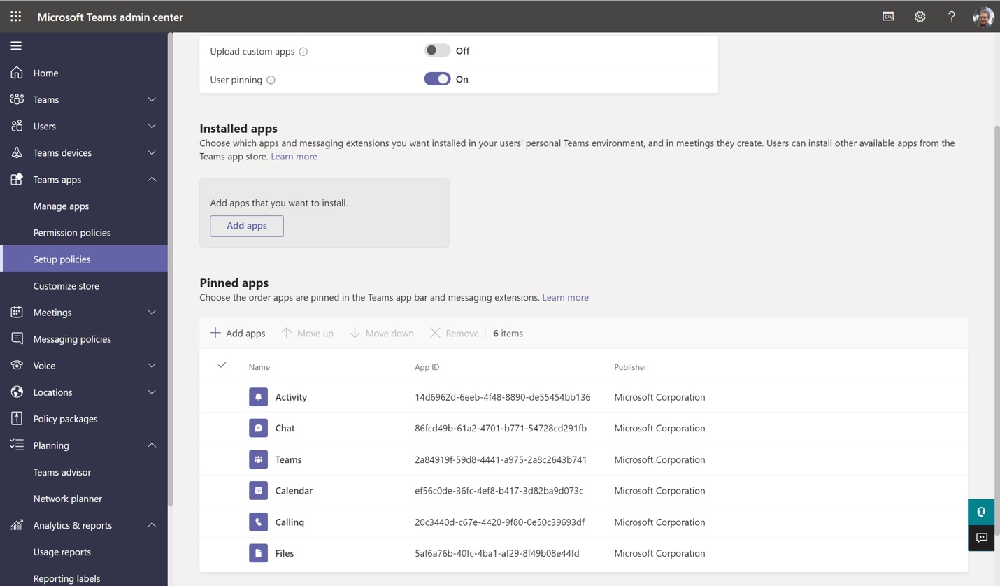 Microsoft Teams admin center
Home
Teams
Users
Teams devices
Teams apps
Manage apps
Permission policies
Setup policies
Customize store
Meetings
Messaging policies
Voice
Locations
Policy packages
Planning
Teams advisor
Network planner
Analytics & reports
Usage reports
Reporting labels
Upload custom apps Off
User pinning On
Installed apps
Choose which apps and messaging extensions you want installed in your users' personal Teams environment, and in meetings they create. Users can install other available apps from the
Teams app store. Learn more
Add apps that you want to install.
Add apps
Pinned apps
Choose the order apps are pinned in the Teams app bar and messaging extensions. Learn more
Add apps Move up Move down Remove | 6 items
Name App ID Publisher
Activity 14d6962d-6eeb-4f48-8890-de55454bb136 Microsoft Corporation
Chat 86fcd49b-61a2-4701-b771-54728cd291fb Microsoft Corporation
Teams 2a84919f-59d8-4441-a975-2a8c2643b741 Microsoft Corporation
Calendar ef56c0de-36fc-4ef8-b417-3d82ba9d073c Microsoft Corporation
Calling 20c3440d-c67e-4420-9f80-0e50c39693df Microsoft Corporation
Files 5af6a76b-40fc-4ba1-af29-8f49b08e44fd Microsoft Corporation